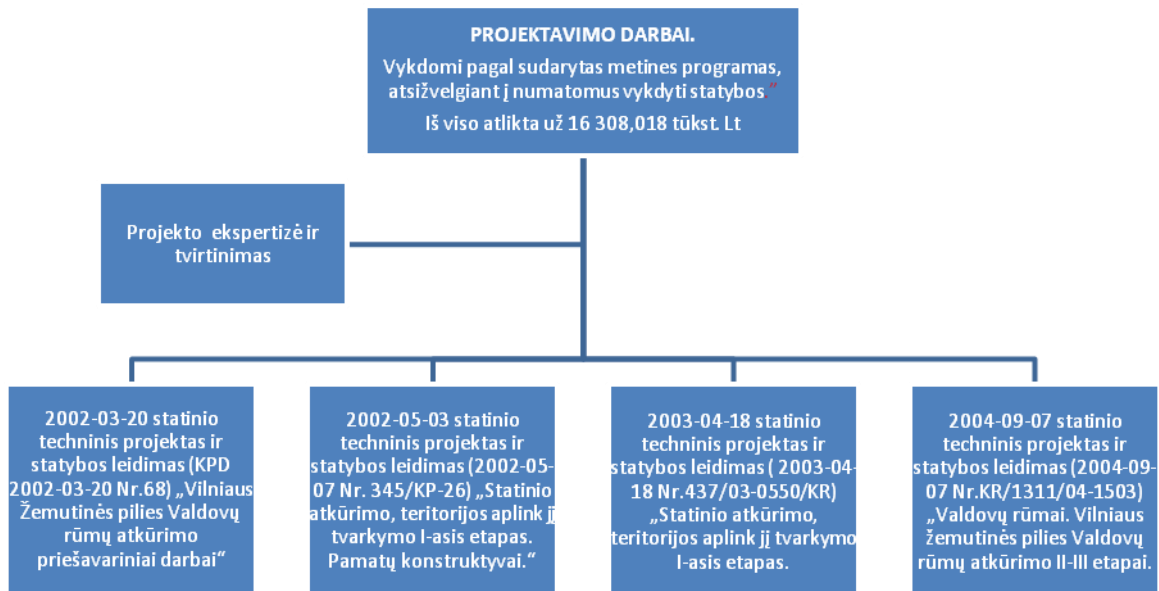 PROJEKTAVIMO DARBAI.
Vykdomi pagal sudarytas metines programas,
atsižvelgiant į numatomus vykdyti statybos.”
Iš viso atlikta už 16 308,018 tūkst. Lt
Projekto ekspertizė ir
tvirtinimas
2002-03-20 statinio
techninis projektas ir
statybos leidimas (KPD
2002-03-20 Nr.68) „Vilniaus
Žemutinės pilies Valdovų
rūmų atkūrimo
priešavariniai darbai“
2002-05-03 statinio
techninis projektas ir
statybos leidimas (2002-05-
07 Nr. 345/KP-26) „Statinio
atkūrimo, teritorijos aplink jį
tvarkymo I-asis etapas.
Pamatų konstruktyvai.“
2003-04-18 statinio
techninis projektas ir
statybos leidimas ( 2003-04-
18 Nr.437/03-0550/KR)
„Statinio atkūrimo,
teritorijos aplink jį tvarkymo
I-asis etapas.
2004-09-07 statinio
techninis projektas ir
statybos leidimas (2004-09-
07 Nr.KR/1311/04-1503)
„Valdovų rūmai. Vilniaus
žemutinės pilies Valdovų
rūmų atkūrimo II-III etapai.